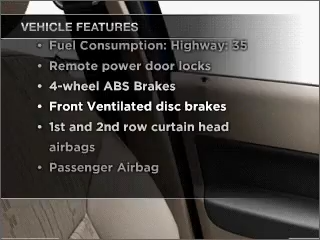 VEHICLE FEATURES
• Fuel Consumption: Highway: 35
• Remote power door locks
• 4-wheel ABS Brakes
• Front Ventilated disc brakes
• 1st and 2nd row curtain head
airbags
• Passenger Airbag